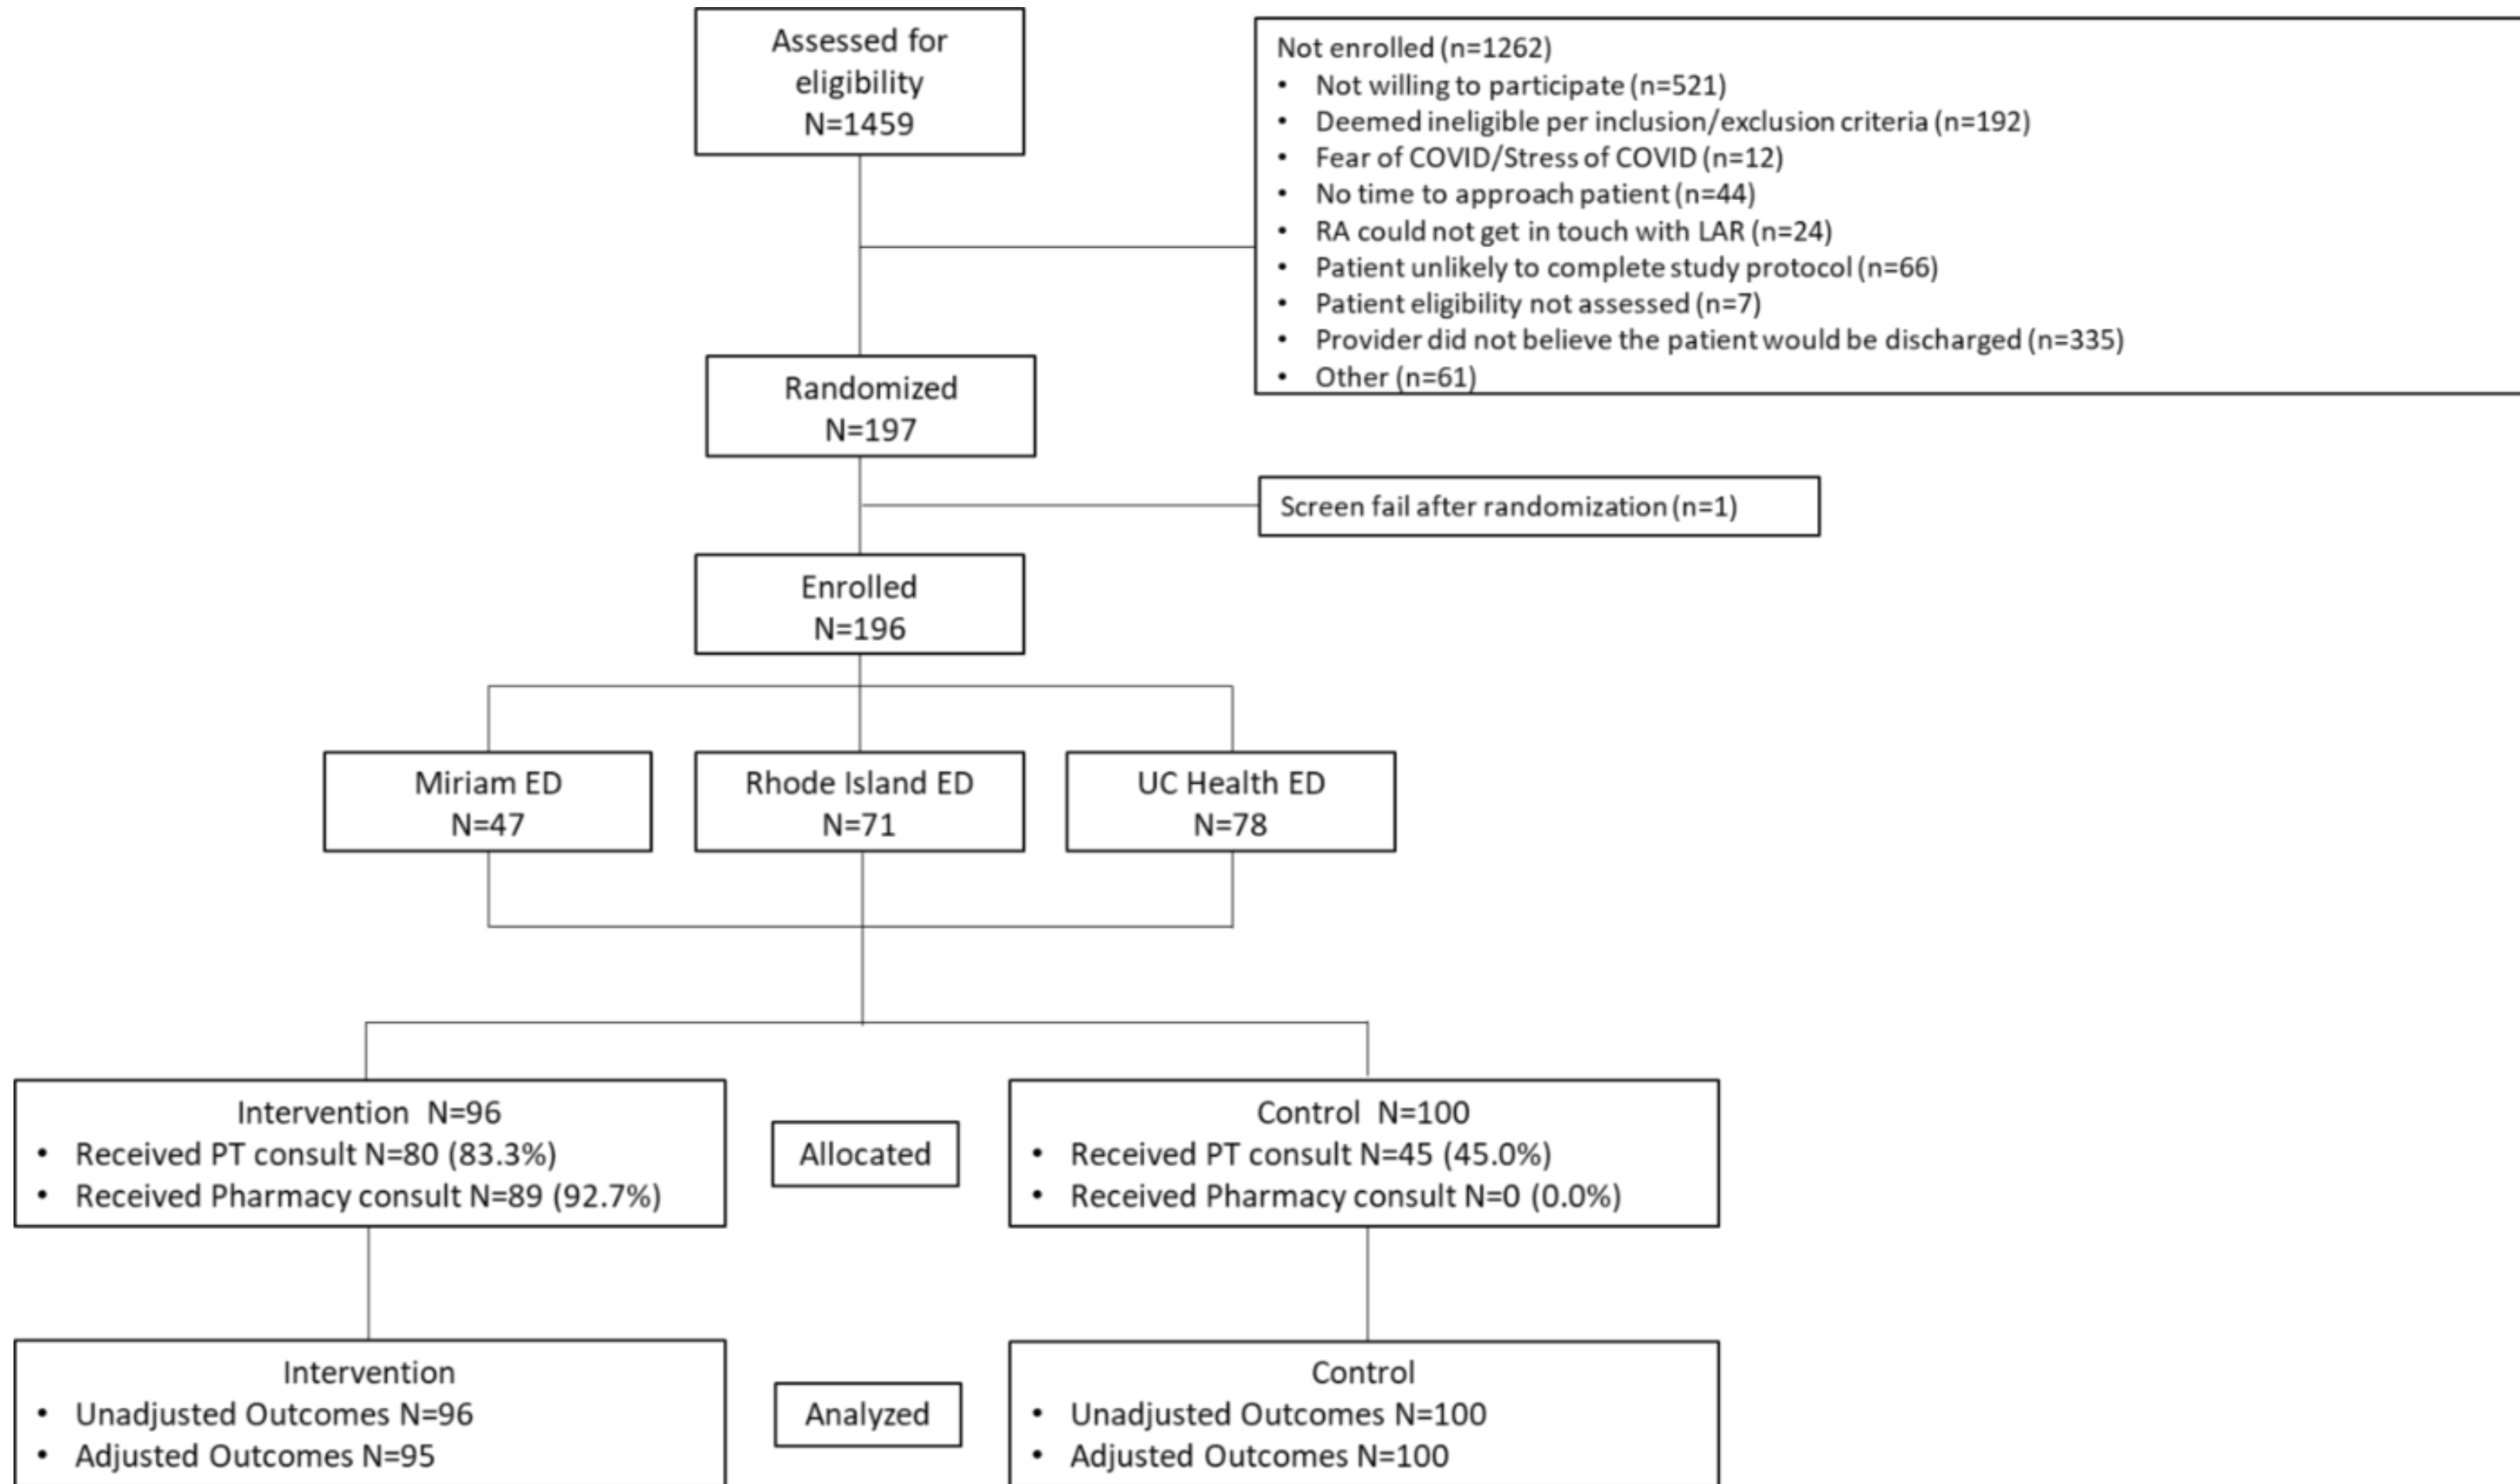 Assessed for
eligibility
N=1459
Not enrolled (n=1262)
• Not willing to participate (n=521)
• Deemed ineligible per inclusion/exclusion criteria (n=192)
• Fear of COVID/Stress of COVID (n=12)
• No time to approach patient (n=44)
• RA could not get in touch with LAR (n=24)
• Patient unlikely to complete study protocol (n=66)
• Patient eligibility not assessed (n=7)
• Provider did not believe the patient would be discharged (n=335)
• Other (n=61)
Randomized
N=197
Screen fail after randomization (n=1)
Enrolled
N=196
Miriam ED
N=47
Rhode Island ED
N=71
UC Health ED
N=78
Intervention N=96
• Received PT consult N=80 (83.3%)
• Received Pharmacy consult N=89 (92.7%)
Allocated
Control N=100
• Received PT consult N=45 (45.0%)
• Received Pharmacy consult N=0 (0.0%)
Intervention
• Unadjusted Outcomes N=96
• Adjusted Outcomes N=95
Analyzed
Control
• Unadjusted Outcomes N=100
• Adjusted Outcomes N=100